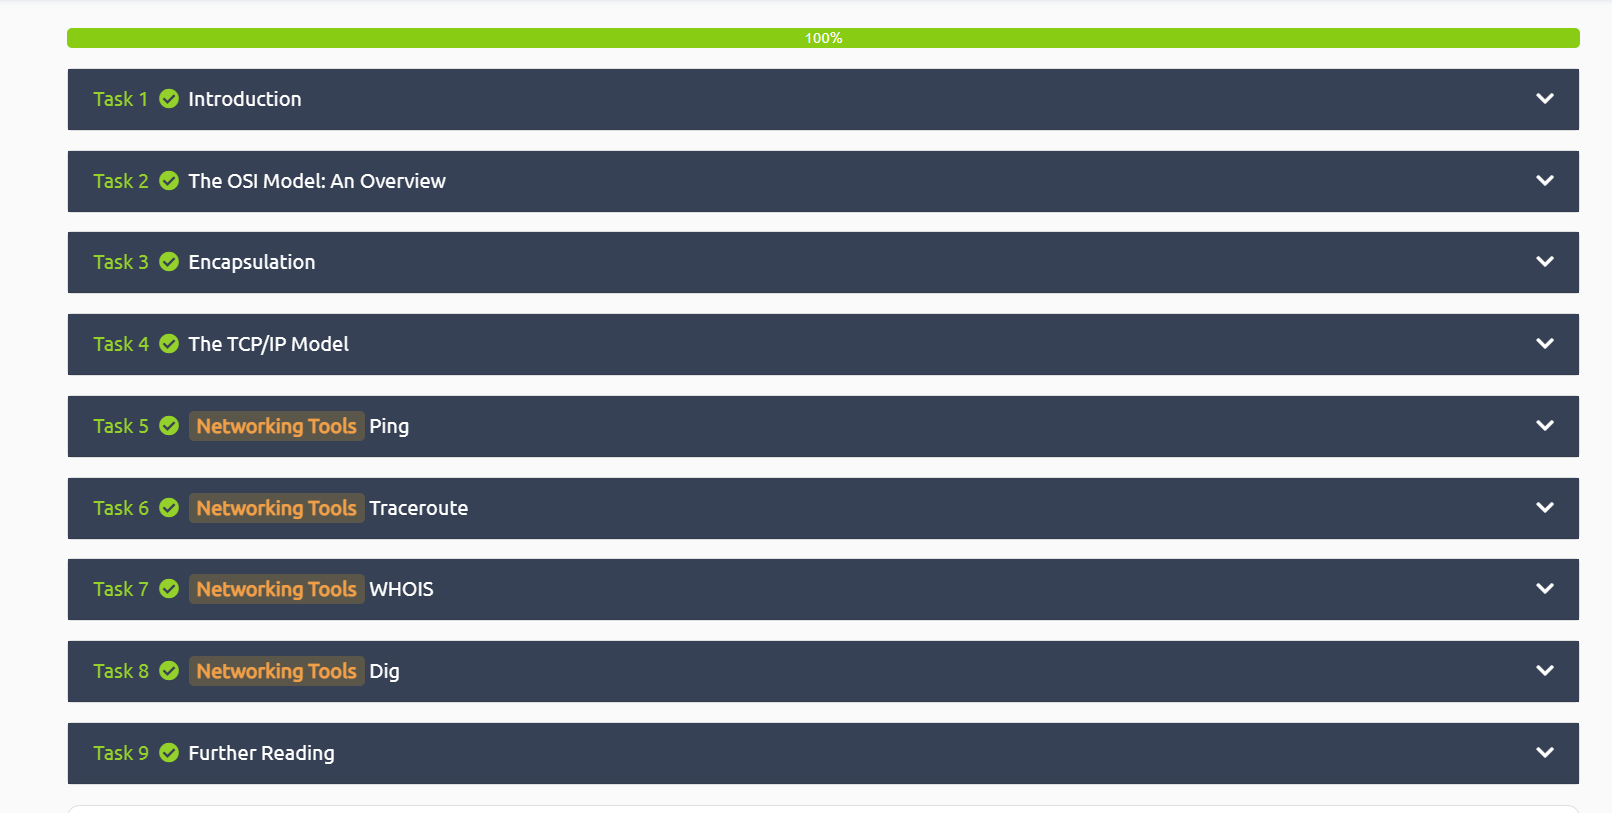 100%
Task 1 Introduction
Task 2 The OSI Model: An Overview
Task 3 Encapsulation
Task 4 The TCP/IP Model
Task 5 Networking Tools Ping
Task 6 Networking Tools Traceroute
Task 7 Networking Tools WHOIS
Task 8 Networking Tools Dig
Task 9 Further Reading